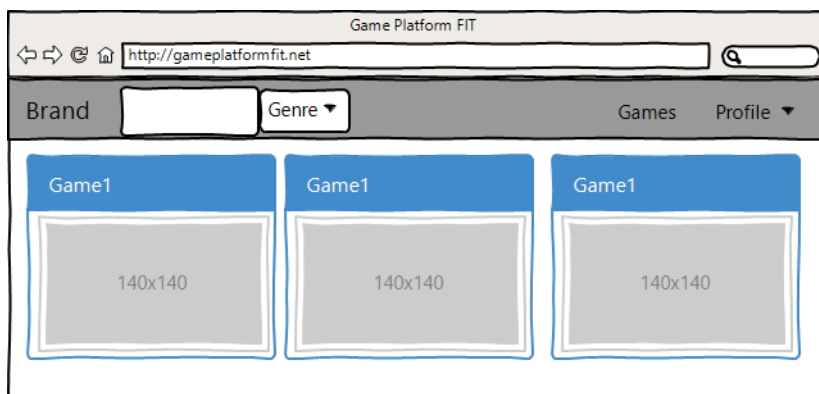 Game Platform FIT
http://gameplatformfit.net
Brand Genre Games Profile
Game1 Game1 Game1
140x140 140x140 140x140